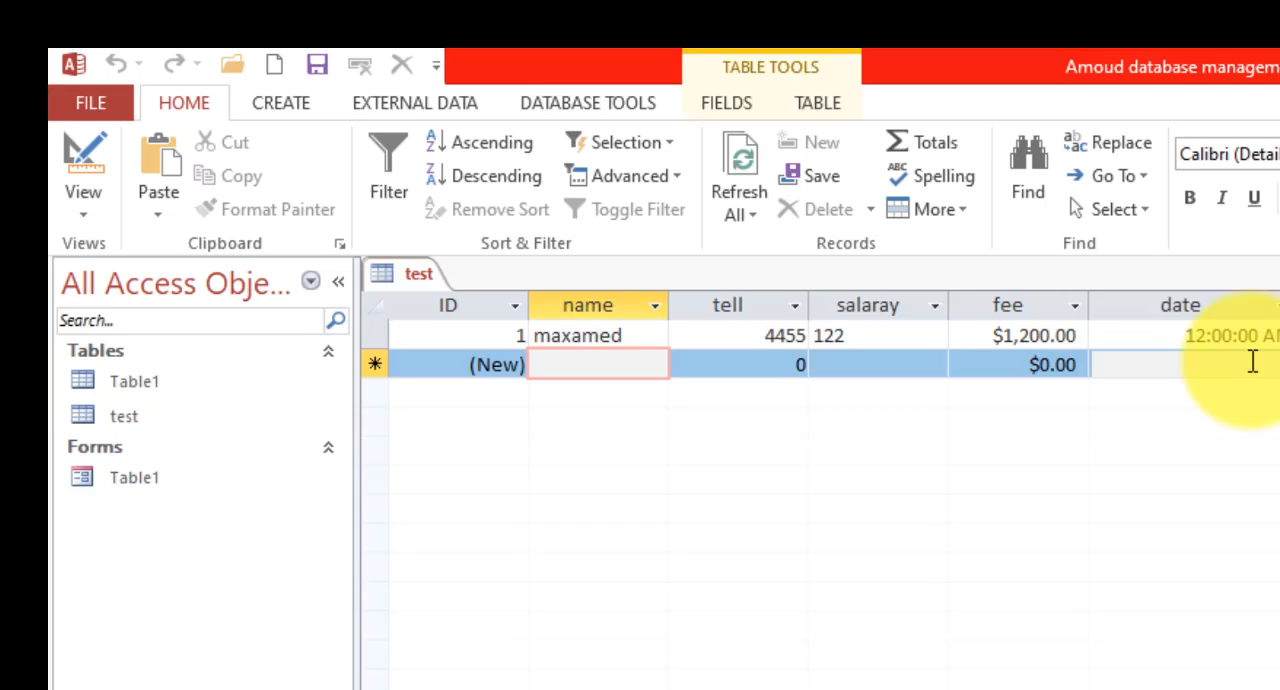 Amoud database managem
TABLE TOOLS
FILE HOME CREATE EXTERNAL DATA DATABASE TOOLS FIELDS TABLE
View
Views
Paste
Cut
Copy
Format Painter
Clipboard
Filter
Ascending
Descending
Remove Sort
Selection
Advanced
Toggle Filter
Sort & Filter
Refresh
All
New
Save
Delete
Totals
Spelling
More
Records
Find
Replace
Go To
Select
Find
Calibri (Detai
B I U
All Access Obje...
Search...
Tables
Table1
test
Forms
Table1
test
ID name tell salaray fee date
1 maxamed 4455 122 $1,200.00 12:00:00 AM
(New) 0 $0.00